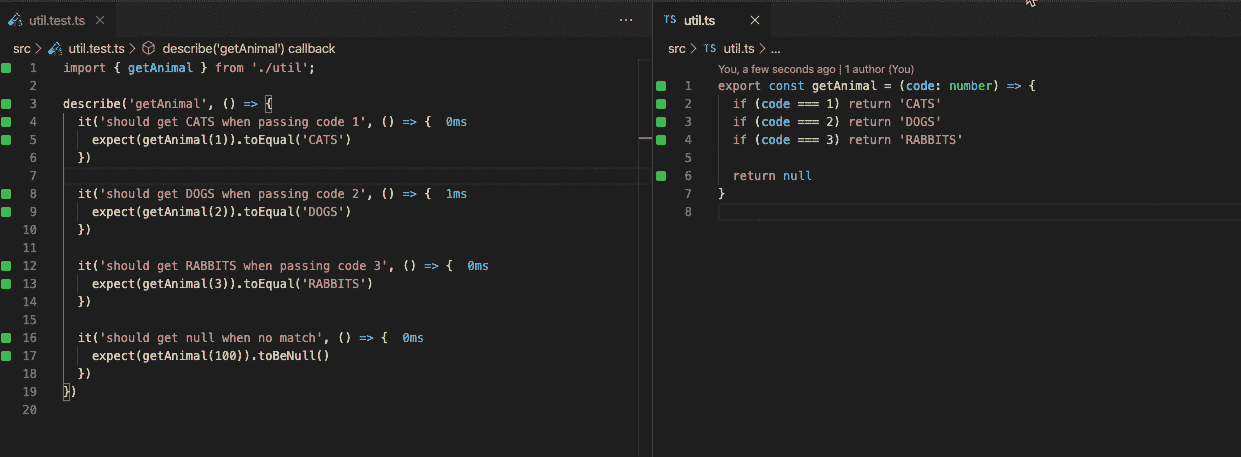 util.test.ts
src > util.test.ts > describe('getAnimal') callback
1 import { getAnimal } from './util';
2
3 describe('getAnimal', () => {
4 it('should get CATS when passing code 1', () => { 0ms
5 expect(getAnimal(1)).toEqual('CATS')
6 })
7
8 it('should get DOGS when passing code 2', () => { 1ms
9 expect(getAnimal(2)).toEqual('DOGS')
10 })
11
12 it('should get RABBITS when passing code 3', () => { 0ms
13 expect(getAnimal(3)).toEqual('RABBITS')
14 })
15
16 it('should get null when no match', () => { 0ms
17 expect(getAnimal(100)).toBeNull()
18 })
19 })
20
TS util.ts
src > TS util.ts > ...
You, a few seconds ago | 1 author (You)
1 export const getAnimal = (code: number) => {
2 if (code === 1) return 'CATS'
3 if (code === 2) return 'DOGS'
4 if (code === 3) return 'RABBITS'
5
6 return null
7 }
8